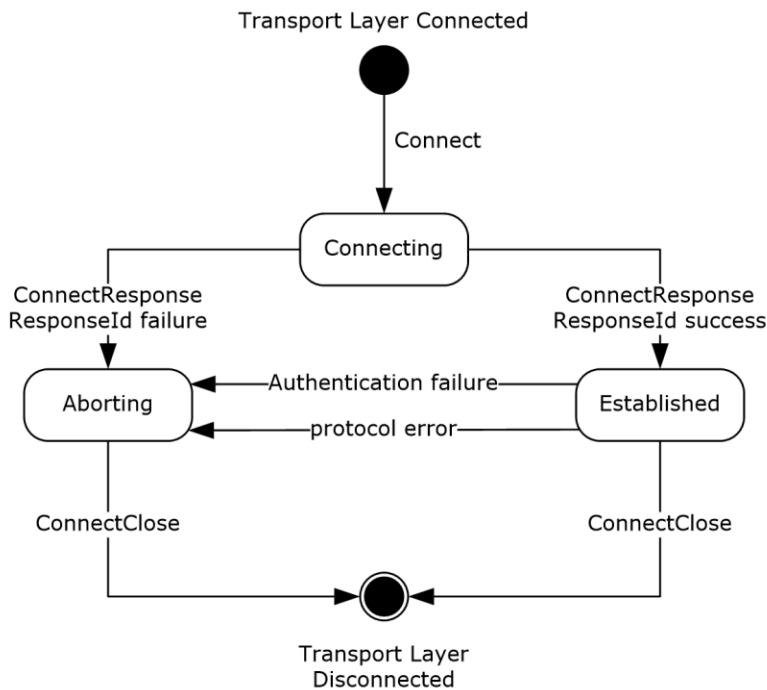 Transport Layer Connected
Connect
Connecting
ConnectResponse
ResponseId failure
ConnectResponse
ResponseId success
Aborting
Authentication failure
protocol error
Established
ConnectClose
ConnectClose
Transport Layer
Disconnected